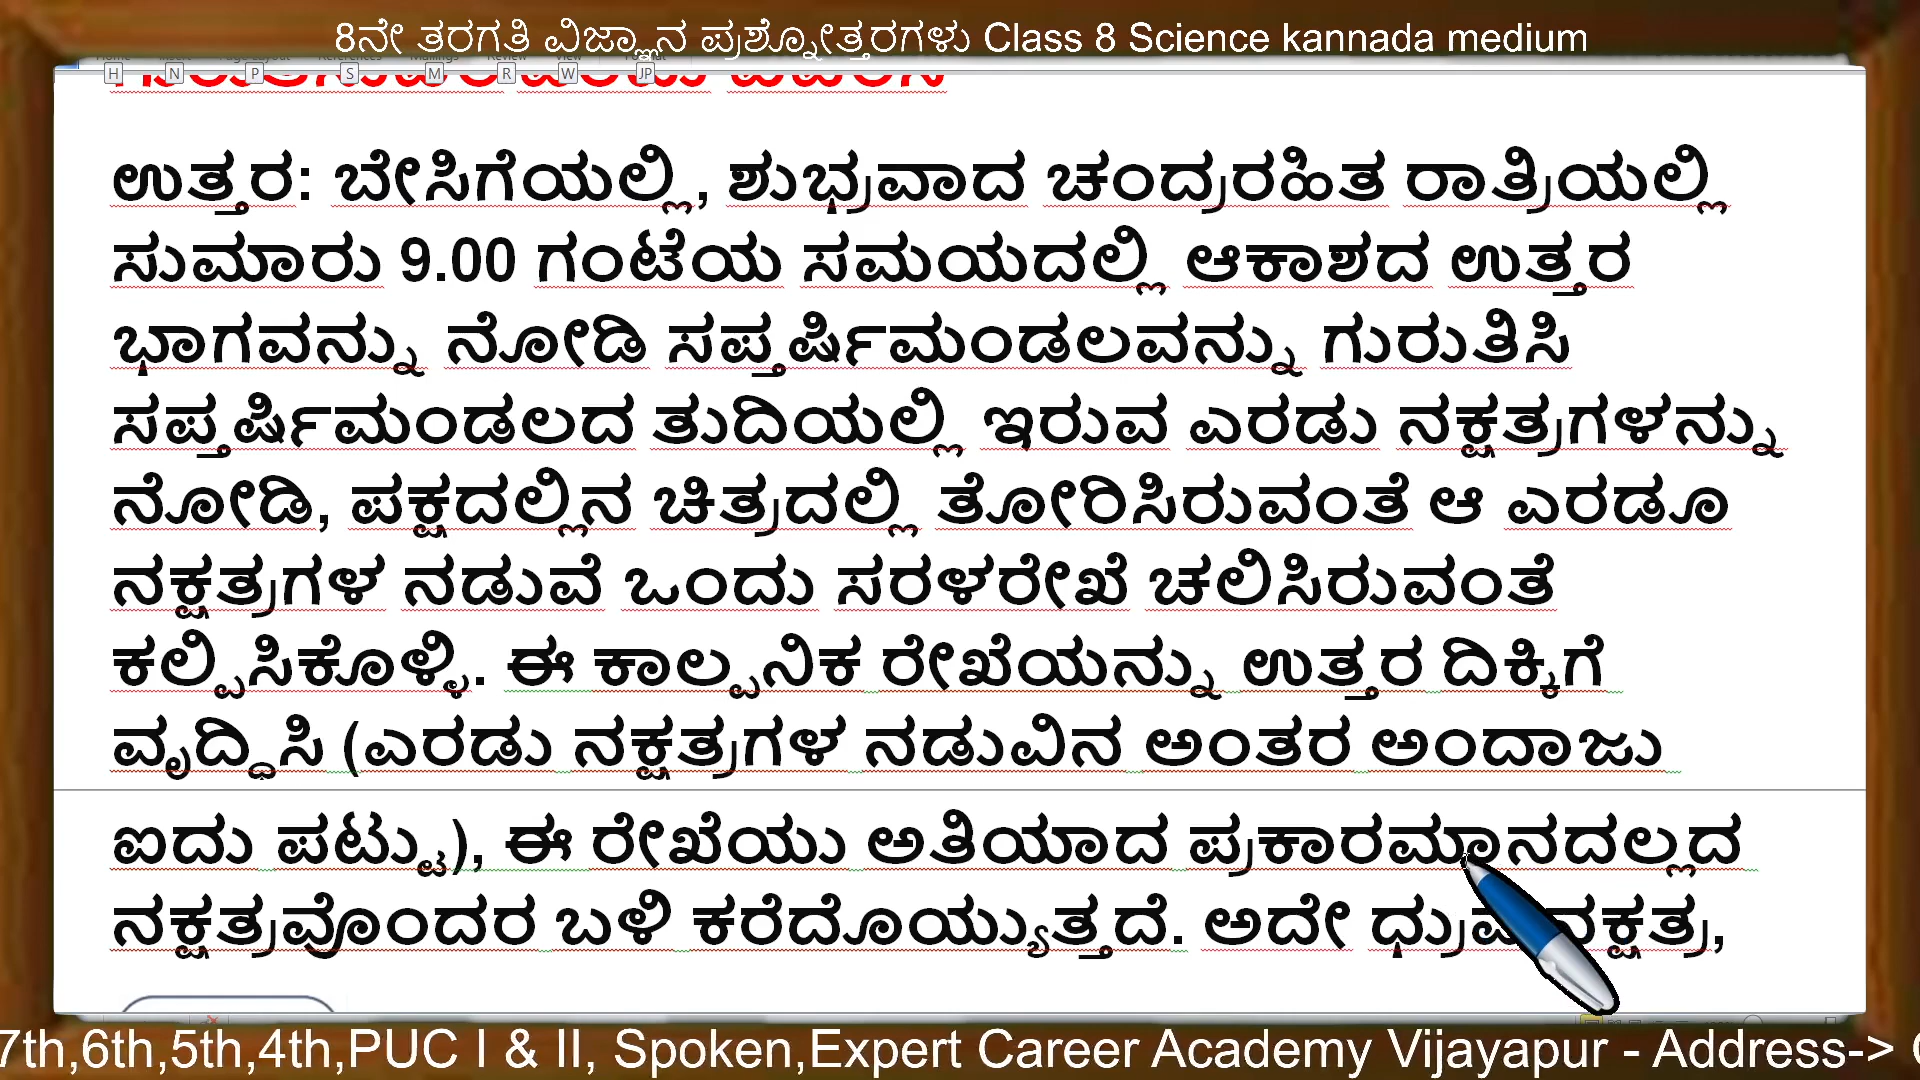 8ನೇ ತರಗತಿ ವಿಜ್ಞಾನ ಪ್ರಶ್ನೋತ್ತರಗಳು Class 8 Science kannada medium
H N P S M R W JP
ಉತ್ತರ: ಬೇಸಿಗೆಯಲ್ಲಿ, ಶುಭ್ರವಾದ ಚಂದ್ರರಹಿತ ರಾತ್ರಿಯಲ್ಲಿ
ಸುಮಾರು 9.00 ಗಂಟೆಯ ಸಮಯದಲ್ಲಿ ಆಕಾಶದ ಉತ್ತರ
ಭಾಗವನ್ನು ನೋಡಿ ಸಪ್ತರ್ಷಿಮಂಡಲವನ್ನು ಗುರುತಿಸಿ
ಸಪ್ತರ್ಷಿಮಂಡಲದ ತುದಿಯಲ್ಲಿ ಇರುವ ಎರಡು ನಕ್ಷತ್ರಗಳನ್ನು
ನೋಡಿ, ಪಕ್ಷದಲ್ಲಿನ ಚಿತ್ರದಲ್ಲಿ ತೋರಿಸಿರುವಂತೆ ಆ ಎರಡೂ
ನಕ್ಷತ್ರಗಳ ನಡುವೆ ಒಂದು ಸರಳರೇಖೆ ಚಲಿಸಿರುವಂತೆ
ಕಲ್ಪಿಸಿಕೊಳ್ಳಿ. ಈ ಕಾಲ್ಪನಿಕ ರೇಖೆಯನ್ನು ಉತ್ತರ ದಿಕ್ಕಿಗೆ
ವೃದ್ಧಿಸಿ (ಎರಡು ನಕ್ಷತ್ರಗಳ ನಡುವಿನ ಅಂತರ ಅಂದಾಜು
ಐದು ಪಟ್ಟು), ಈ ರೇಖೆಯು ಅತಿಯಾದ ಪ್ರಕಾರಮಾನದಲ್ಲದ
ನಕ್ಷತ್ರವೊಂದರ ಬಳಿ ಕರೆದೊಯ್ಯುತ್ತದೆ. ಅದೇ ಧ್ರುವ ನಕ್ಷತ್ರ,
7th,6th,5th,4th,PUC I & II, Spoken,Expert Career Academy Vijayapur - Address->